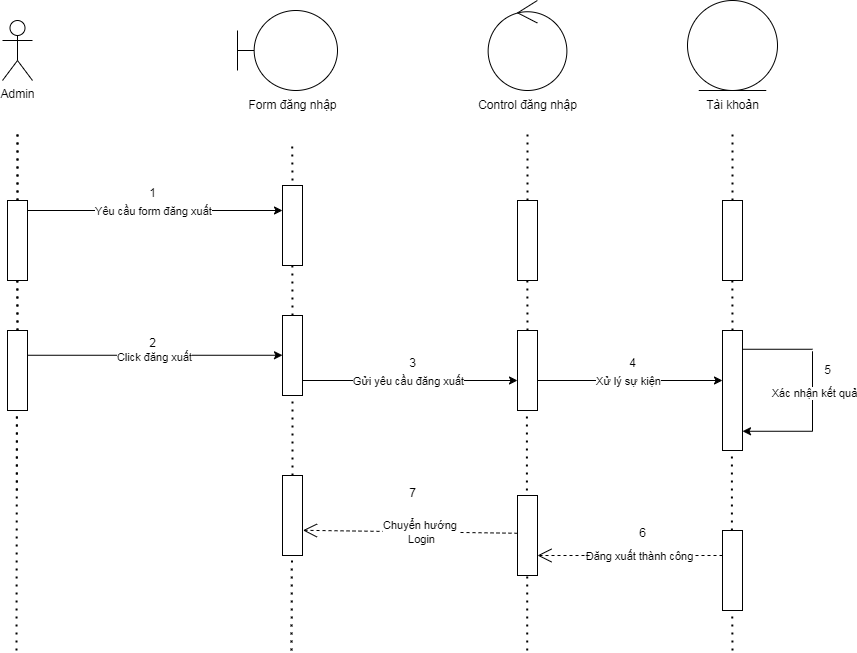 Admin
Form đăng nhập
Control đăng nhập
Tài khoản
1
Yêu cầu form đăng xuất
2
Click đăng xuất
3
Gửi yêu cầu đăng xuất
4
Xử lý sự kiện
5
Xác nhận kết quả
7
Chuyển hướng
Login
6
Đăng xuất thành công